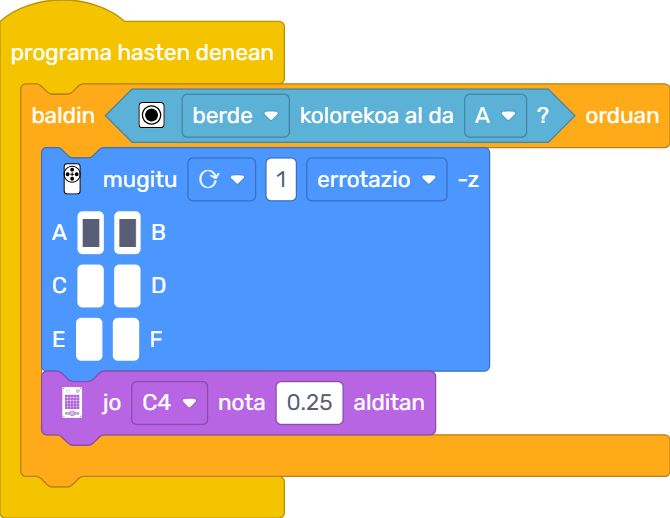 programa hasten denean
baldin berde kolorekoa al da A ? orduan
mugitu 1 errotazio -z
A B
C D
E F
jo C4 nota 0.25 alditan